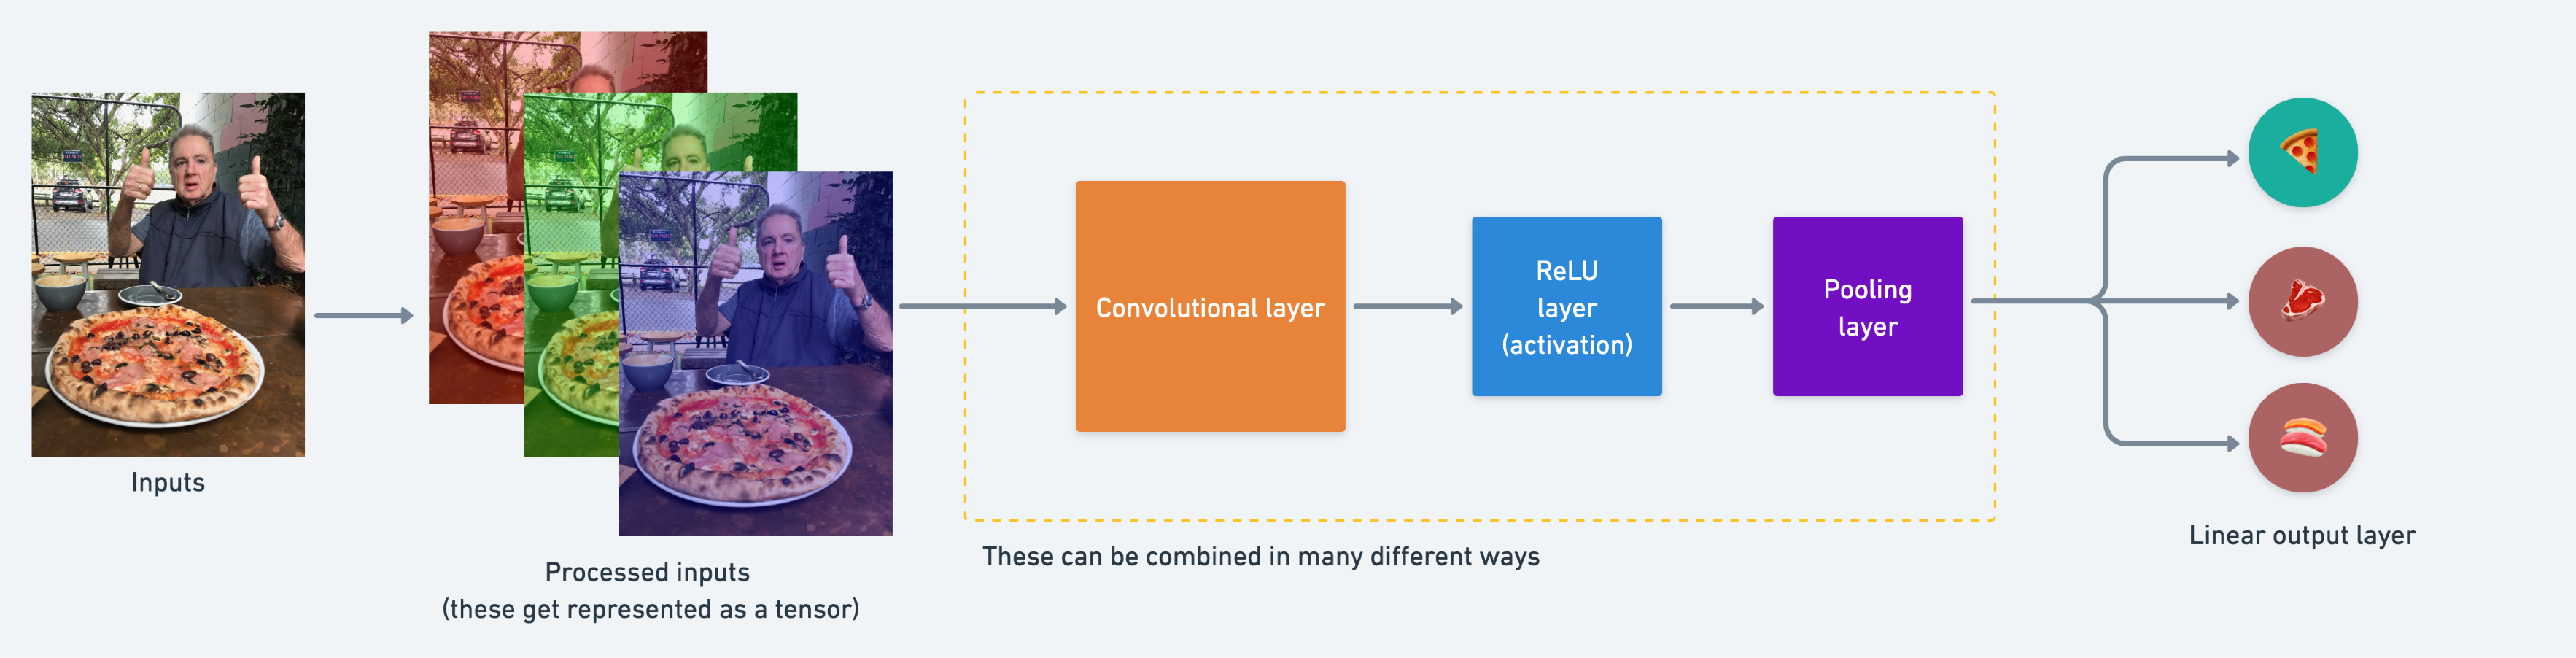 Inputs
Processed inputs
(these get represented as a tensor)
Convolutional layer
ReLU
layer
(activation)
Pooling
layer
These can be combined in many different ways
Linear output layer